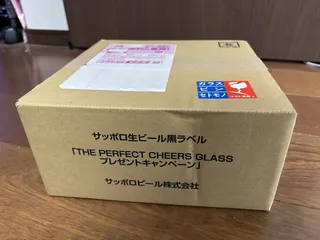 ガラス
ビン
セトモノ
サッポロ生ビール黒ラベル
「THE PERFECT CHEERS GLASS
プレゼントキャンペーン」
サッポロビール株式会社